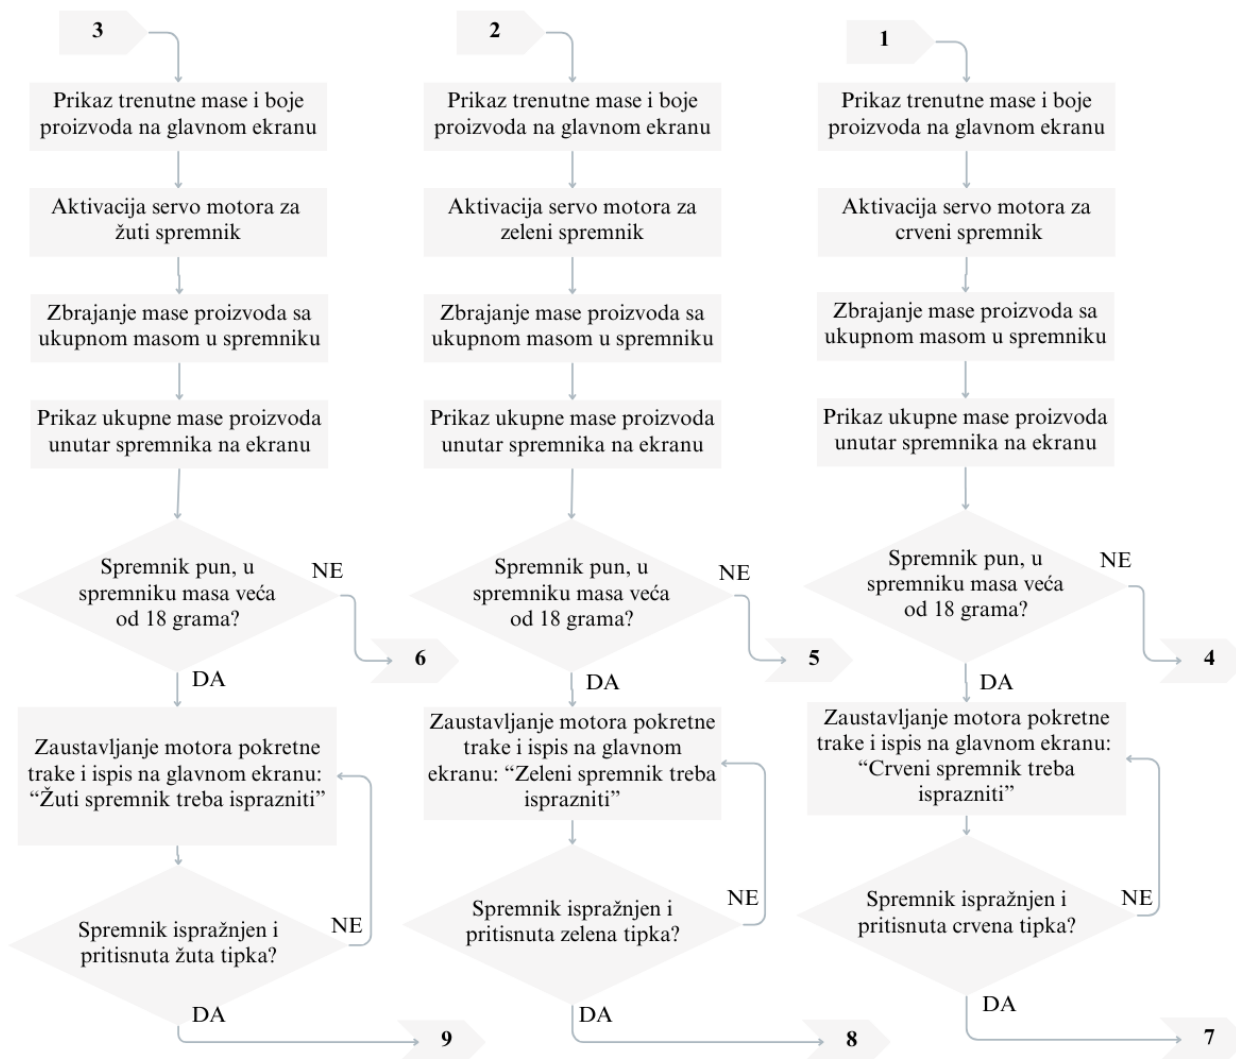 3
Prikaz trenutne mase i boje
proizvoda na glavnom ekranu
Aktivacija servo motora za
žuti spremnik
Zbrajanje mase proizvoda sa
ukupnom masom u spremniku
Prikaz ukupne mase proizvoda
unutar spremnika na ekranu
Spremnik pun, u
spremniku masa veća
od 18 grama?
NE
6
DA
Zaustavljanje motora pokretne
trake i ispis na glavnom ekranu:
“Žuti spremnik treba isprazniti”
Spremnik ispražnjen i
pritisnuta žuta tipka?
NE
DA
9
2
Prikaz trenutne mase i boje
proizvoda na glavnom ekranu
Aktivacija servo motora za
zeleni spremnik
Zbrajanje mase proizvoda sa
ukupnom masom u spremniku
Prikaz ukupne mase proizvoda
unutar spremnika na ekranu
Spremnik pun, u
spremniku masa veća
od 18 grama?
NE
5
DA
Zaustavljanje motora pokretne
trake i ispis na glavnom
ekranu: “Zeleni spremnik treba
isprazniti”
Spremnik ispražnjen i
pritisnuta zelena tipka?
NE
DA
8
1
Prikaz trenutne mase i boje
proizvoda na glavnom ekranu
Aktivacija servo motora za
crveni spremnik
Zbrajanje mase proizvoda sa
ukupnom masom u spremniku
Prikaz ukupne mase proizvoda
unutar spremnika na ekranu
Spremnik pun, u
spremniku masa veća
od 18 grama?
NE
4
DA
Zaustavljanje motora pokretne
trake i ispis na glavnom ekranu:
“Crveni spremnik treba
isprazniti”
Spremnik ispražnjen i
pritisnuta crvena tipka?
NE
DA
7